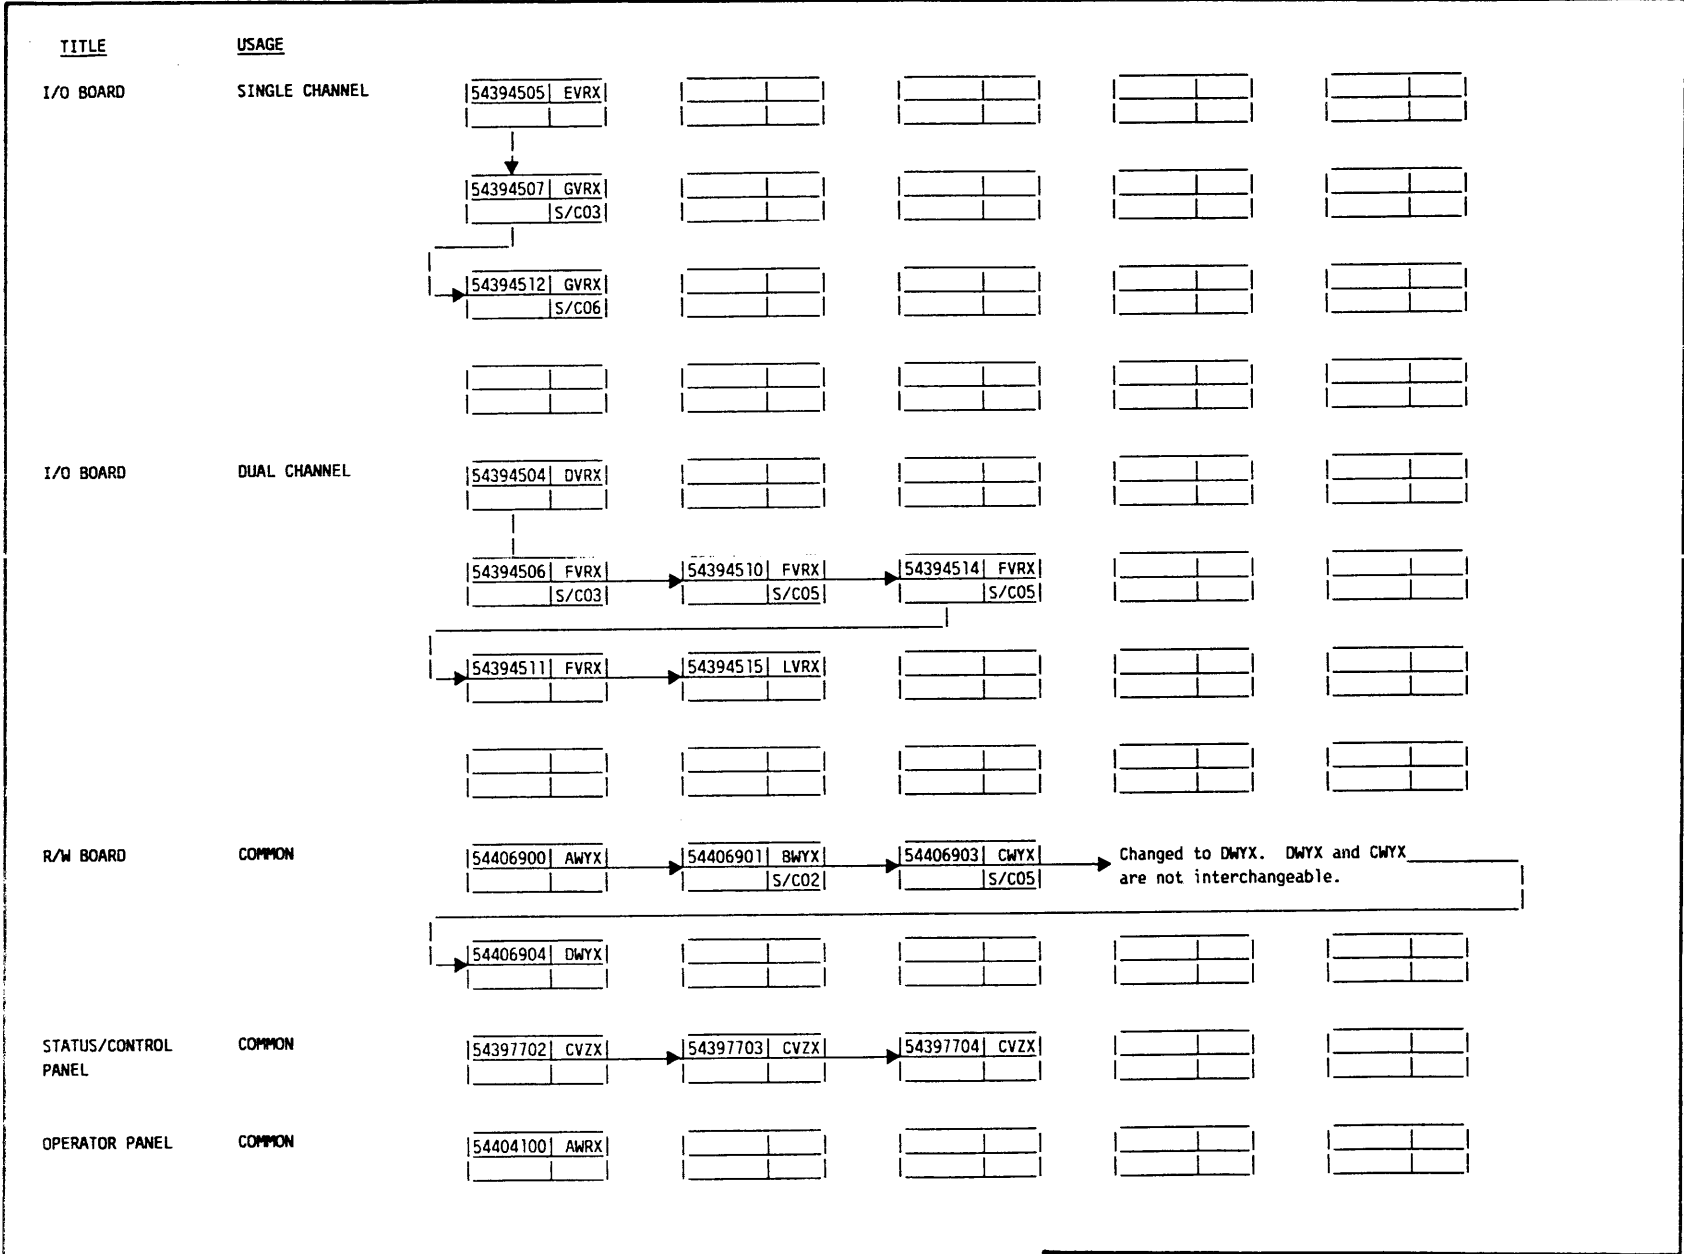 TITLE USAGE
I/O BOARD SINGLE CHANNEL 54394505 EVRX
54394507 GVRX
S/C03
54394512 GVRX
S/C06
I/O BOARD DUAL CHANNEL 54394504 DVRX
54394506 FVRX 54394510 FVRX 54394514 FVRX
S/C03 S/C05 S/C05
54394511 FVRX 54394515 LVRX
R/W BOARD COMMON 54406900 AWYX 54406901 BWYX 54406903 CWYX Changed to DWYX. DWYX and CWYX
S/C02 S/C05 are not interchangeable.
54406904 DWYX
STATUS/CONTROL COMMON 54397702 CVZX 54397703 CVZX 54397704 CVZX
PANEL
OPERATOR PANEL COMMON 54404100 AWRX